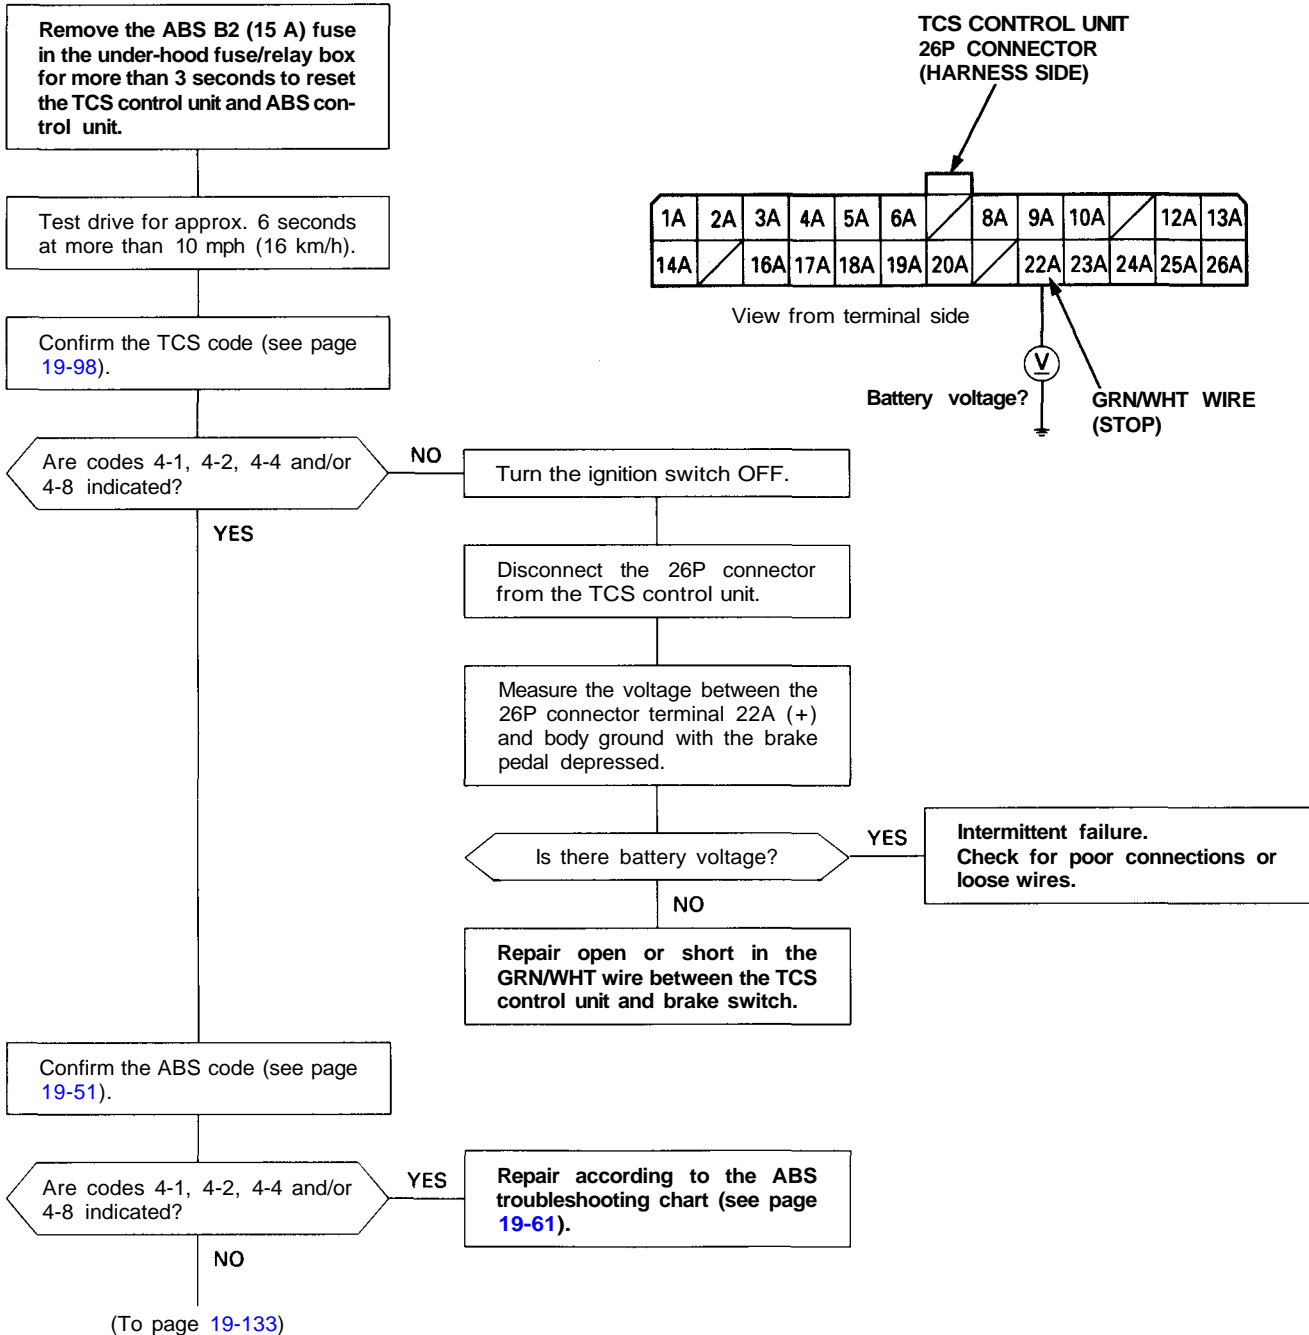 Remove the ABS B2 (15 A) fuse
in the under-hood fuse/relay box
for more than 3 seconds to reset
the TCS control unit and ABS con-
trol unit.
Test drive for approx. 6 seconds
at more than 10 mph (16 km/h).
Confirm the TCS code (see page
19-98).
Are codes 4-1, 4-2, 4-4 and/or
4-8 indicated?
NO
YES
Turn the ignition switch OFF.
Disconnect the 26P connector
from the TCS control unit.
Measure the voltage between the
26P connector terminal 22A (+)
and body ground with the brake
pedal depressed.
Is there battery voltage?
YES
Intermittent failure.
Check for poor connections or
loose wires.
NO
Repair open or short in the
GRN/WHT wire between the TCS
control unit and brake switch.
Confirm the ABS code (see page
19-51).
Are codes 4-1, 4-2, 4-4 and/or
4-8 indicated?
YES
Repair according to the ABS
troubleshooting chart (see page
19-61).
NO
(To page 19-133)
TCS CONTROL UNIT
26P CONNECTOR
(HARNESS SIDE)
1A 2A 3A 4A 5A 6A 8A 9A 10A 12A 13A
14A 16A 17A 18A 19A 20A 22A 23A 24A 25A 26A
View from terminal side
V
Battery voltage?
GRN/WHT WIRE
(STOP)